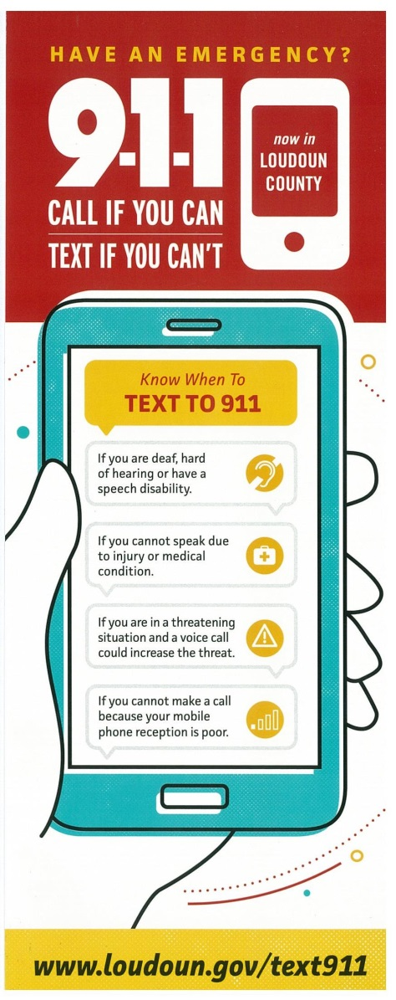 HAVE AN EMERGENCY?
9-1-1
CALL IF YOU CAN
TEXT IF YOU CAN'T
now in
LOUDOUN
COUNTY
Know When To
TEXT TO 911
If you are deaf, hard
of hearing or have a
speech disability.
If you cannot speak due
to injury or medical
condition.
If you are in a threatening
situation and a voice call
could increase the threat.
If you cannot make a call
because your mobile
phone reception is poor.
www.loudoun.gov/text911